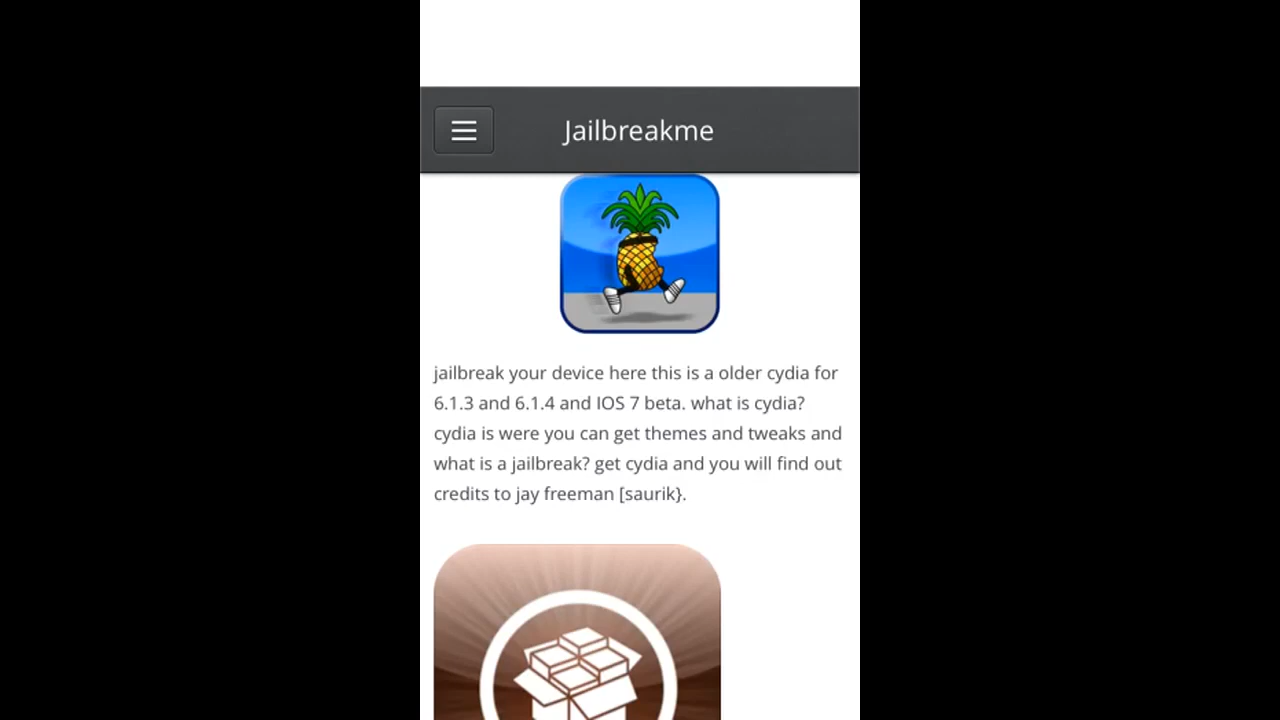 Jailbreakme
jailbreak your device here this is a older cydia for
6.1.3 and 6.1.4 and IOS 7 beta. what is cydia?
cydia is were you can get themes and tweaks and
what is a jailbreak? get cydia and you will find out
credits to jay freeman [saurik}.